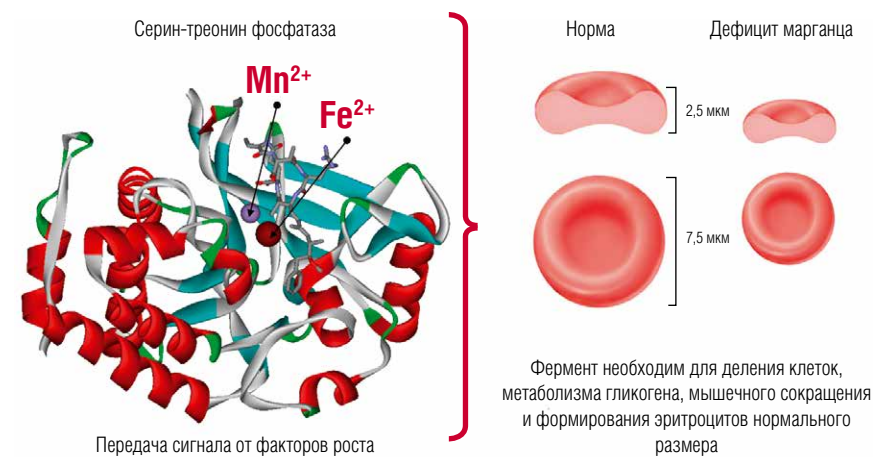 Серин-треонин фосфатаза
Mn2+
Fe2+
Передача сигнала от факторов роста
Норма
Дефицит марганца
2,5 мкм
7,5 мкм
Фермент необходим для деления клеток,
метаболизма гликогена, мышечного сокращения
и формирования эритроцитов нормального
размера